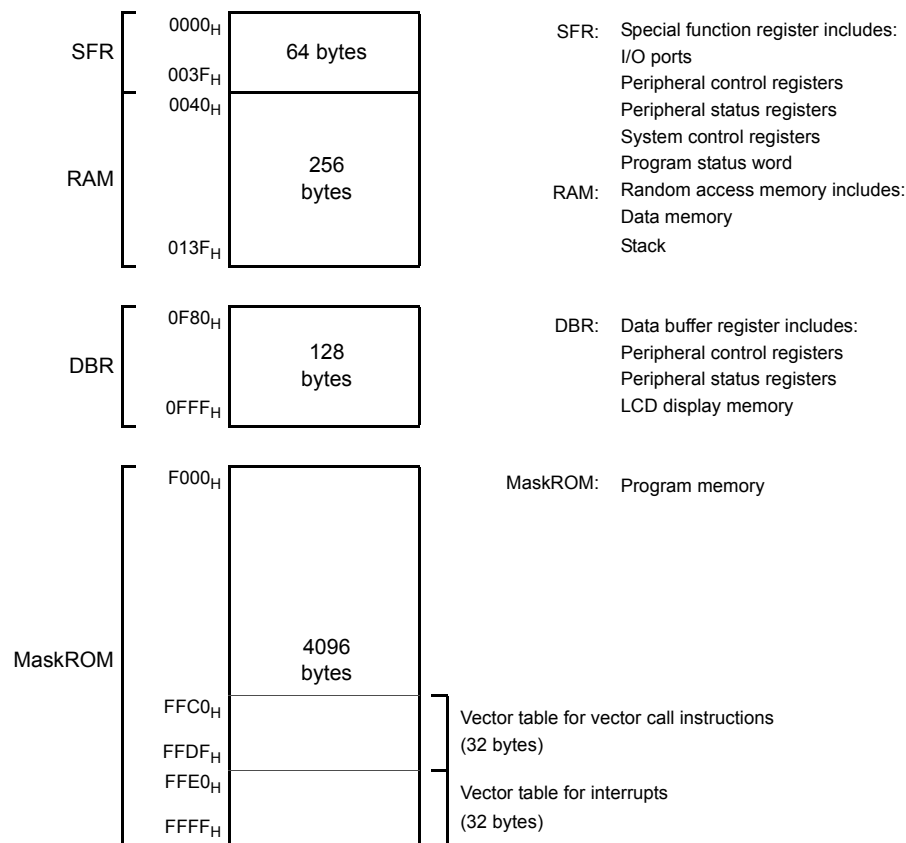 SFR
0000H
64 bytes
003FH
SFR: Special function register includes:
I/O ports
Peripheral control registers
Peripheral status registers
System control registers
Program status word
RAM
0040H
256
bytes
013FH
RAM: Random access memory includes:
Data memory
Stack
DBR
0F80H
128
bytes
0FFFH
DBR: Data buffer register includes:
Peripheral control registers
Peripheral status registers
LCD display memory
MaskROM
F000H
4096
bytes
MaskROM: Program memory
FFC0H
FFDFH
Vector table for vector call instructions
(32 bytes)
FFE0H
FFFFH
Vector table for interrupts
(32 bytes)